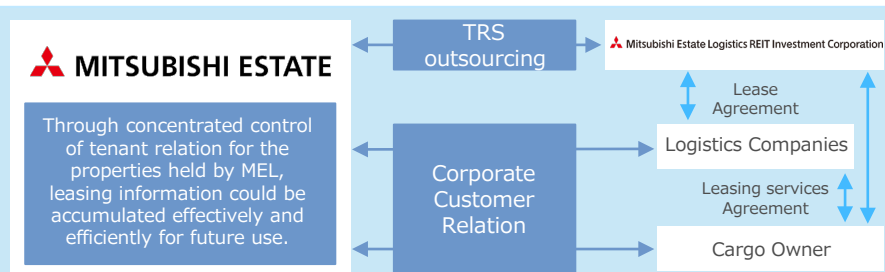 MITSUBISHI ESTATE
Through concentrated control
of tenant relation for the
properties held by MEL,
leasing information could be
accumulated effectively and
efficiently for future use.
TRS
outsourcing
Corporate
Customer
Relation
Mitsubishi Estate Logistics REIT Investment Corporation
Lease
Agreement
Logistics Companies
Leasing services
Agreement
Cargo Owner